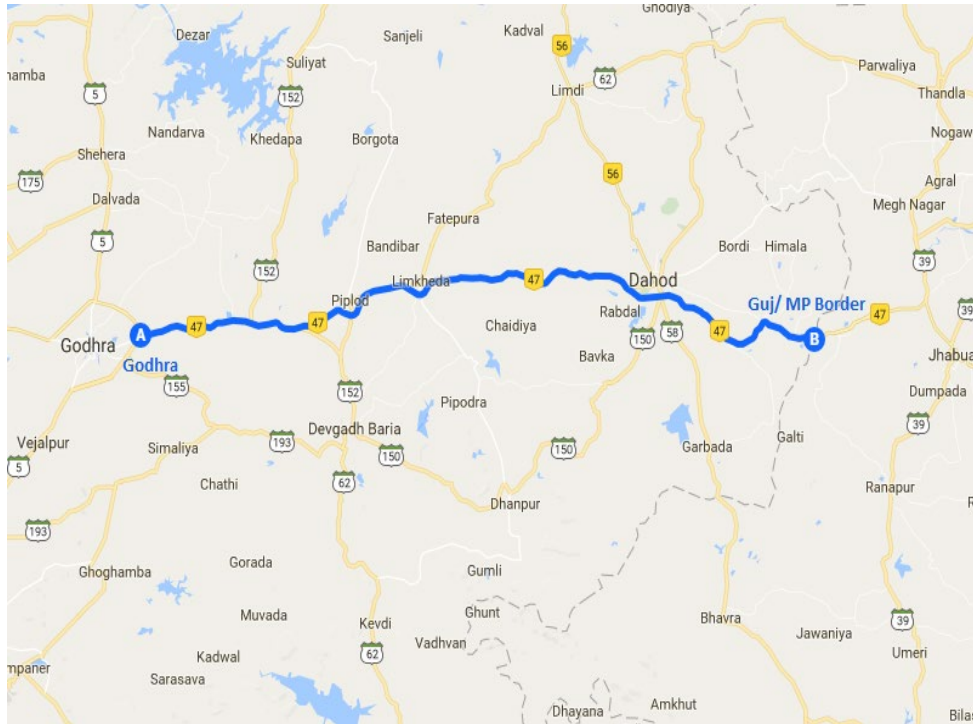 Ghodiya
Dezar
Sanjeli
Kadval
56
Suliyat
Parwaliya
62
Limdi
Thandla
5
152
Nandarva
Khedapa
Borgota
Nogaw
Shehera
56
Agral
175
Dalvada
Megh Nagar
Fatepura
5
Bandibar
Bordi
Himala
39
152
Limkheda
47
Dahod
Piplod
Guj/ MP Border
Rabdal
47
A
47
47
Chaidiya
58
47
B
39
Godhra
150
Godhra
Bavka
Jhabua
155
152
Pipodra
Dumpada
Vejalpur
Devgadh Baria
39
Simaliya
193
150
150
Garbada
Galti
5
62
Chathi
Ranapur
Dhanpur
193
Gorada
Gumli
Ghoghamba
Muvada
Ghunt
Kevdi
Bhavra
39
Vadhvan
Jawaniya
Kadwal
62
Umeri
mpaner
Sarasava
Amkhut
Dhayana
Bilas